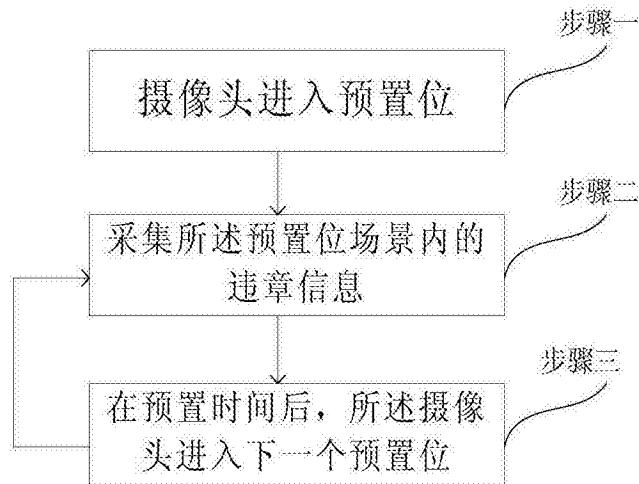 步骤一
摄像头进入预置位
步骤二
采集所述预置位场景内的
违章信息
步骤三
在预置时间后，所述摄像
头进入下一个预置位